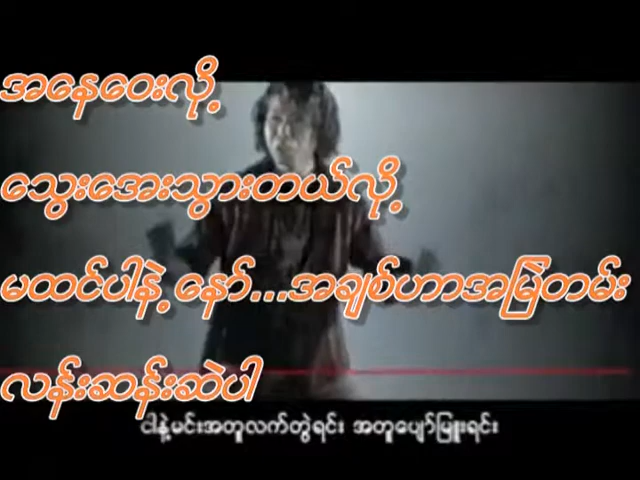 အနေဝေးလို့
သွေးအေးသွားတယ်လို့
မထင်ပါနဲ့ နော်...အချစ်ဟာအမြဲတမ်း
လန်းဆန်းဆဲပါ
ငါနဲ့မင်းအတူလက်တွဲရင်း အတူပျော်မြူးရင်း